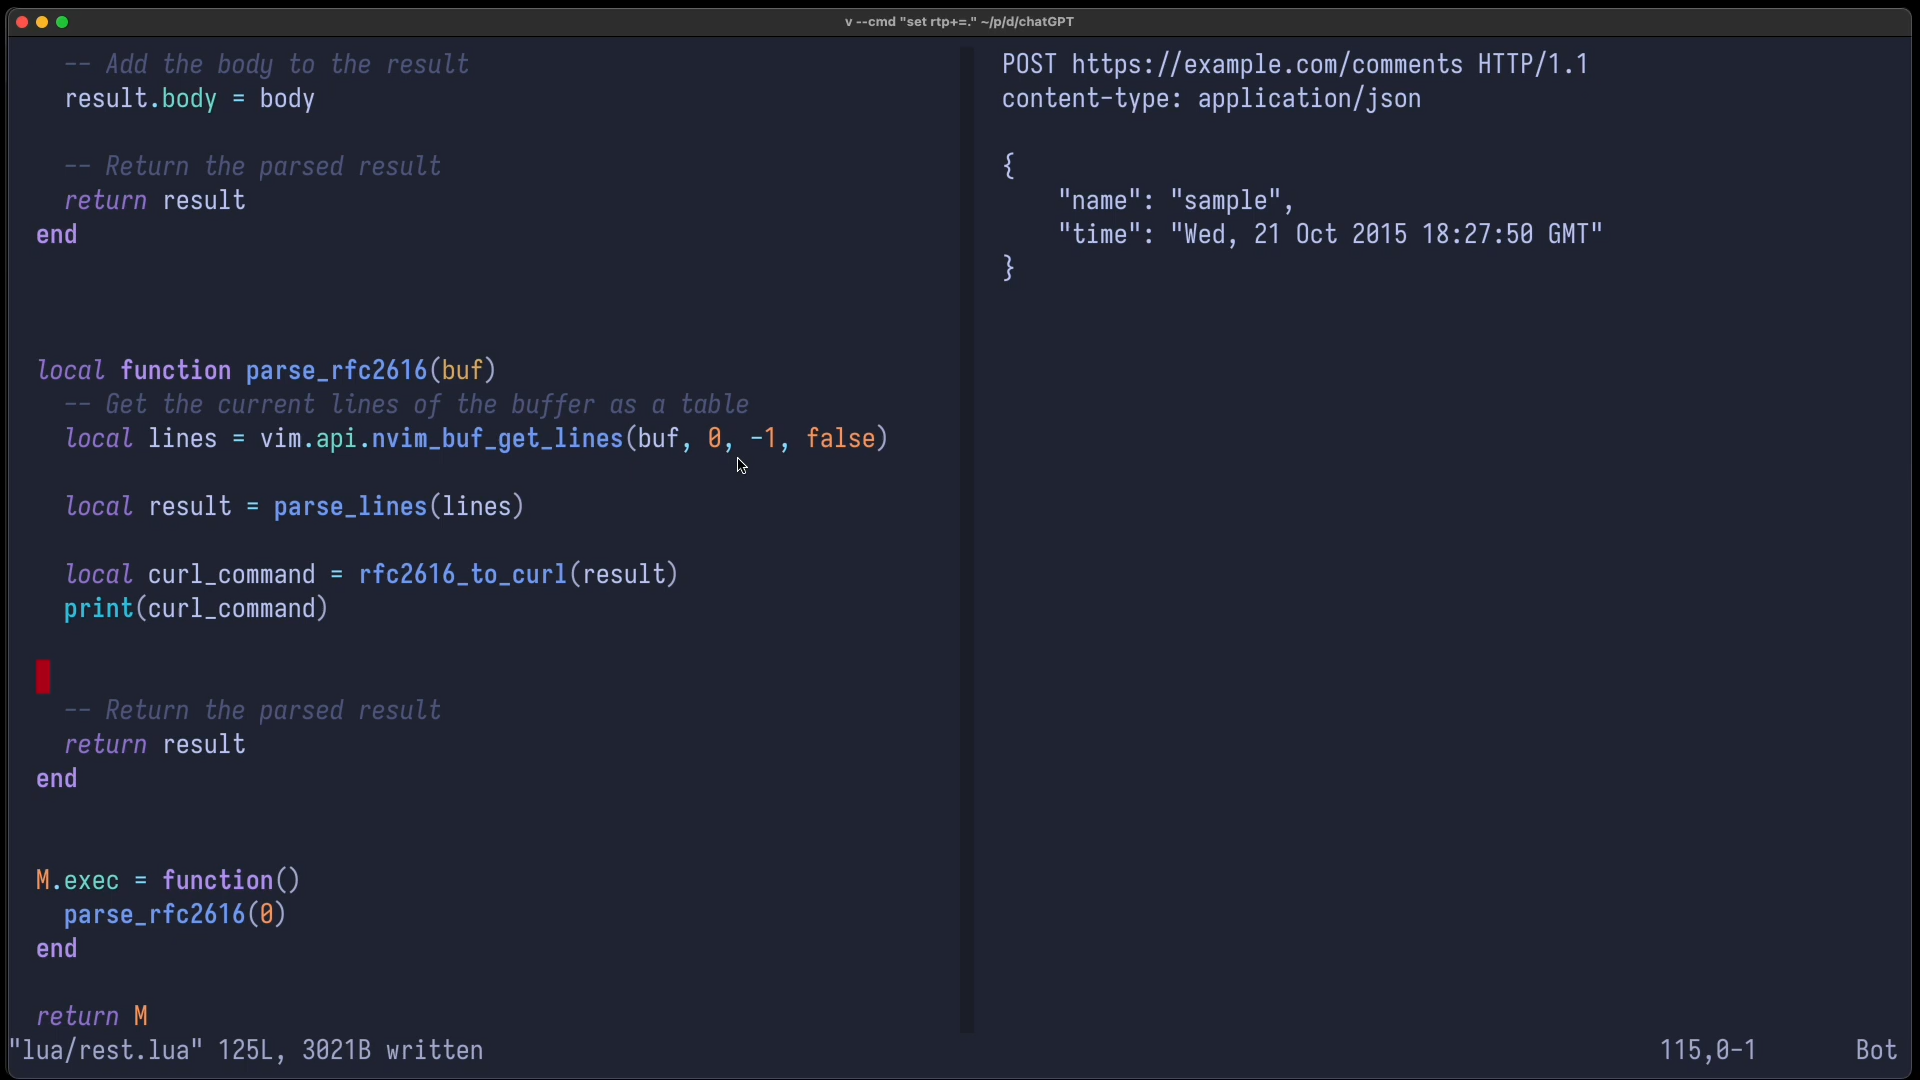 v --cmd "set rtp+=." ~/p/d/chatGPT
-- Add the body to the result
result.body = body
-- Return the parsed result
return result
end
local function parse_rfc2616(buf)
-- Get the current lines of the buffer as a table
local lines = vim.api.nvim_buf_get_lines(buf, 0, -1, false)
local result = parse_lines(lines)
local curl_command = rfc2616_to_curl(result)
print(curl_command)
-- Return the parsed result
return result
end
M.exec = function()
parse_rfc2616(0)
end
return M
POST https://example.com/comments HTTP/1.1
content-type: application/json
{
"name": "sample",
"time": "Wed, 21 Oct 2015 18:27:50 GMT"
}
"lua/rest.lua" 125L, 3021B written
115,0-1
Bot